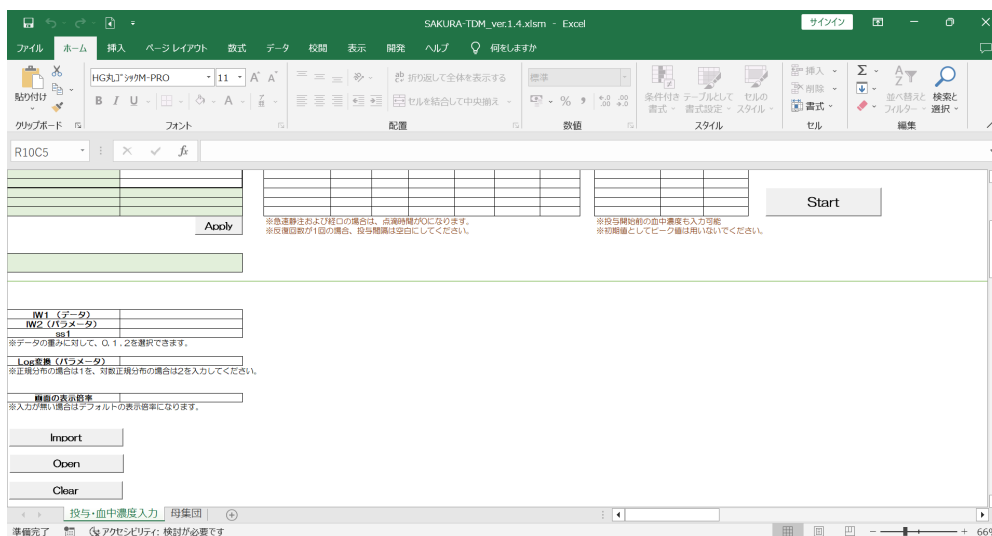 SAKURA-TDM_ver.1.4.xlsm - Excel
サインイン
ファイル ホーム 挿入 ページ レイアウト 数式 データ 校閲 表示 開発 ヘルプ 何をしますか
貼り付け
HG丸ゴシックM-PRO 11 A A
B I U A
折り返して全体を表示する
セルを結合して中央揃え
標準
% 9 .00
条件付き書式 テーブルとして書式設定 セルのスタイル
挿入
削除
書式
Σ
並べ替えと フィルター 検索と 選択
クリップボード フォント 配置 数値 スタイル セル 編集
R10C5 fx
Start
Apply
※急速静注および経口の場合は、点滴時間が0になります。
※反復回数が1回の場合、投与間隔は空白にしてください。
※投与開始前の血中濃度も入力可能
※初期値としてピーク値は用いないでください。
IW1 (データ)
IW2 (パラメータ)
ss1
※データの重みに対して、0, 1, 2を選択できます。
Log変換 (パラメータ)
※正規分布の場合は1を、対数正規分布の場合は2を入力してください。
画面の表示倍率
※入力が無い場合はデフォルトの表示倍率になります。
Import
Open
Clear
投与・血中濃度入力 母集団
準備完了 アクセシビリティ: 検討が必要です 66%